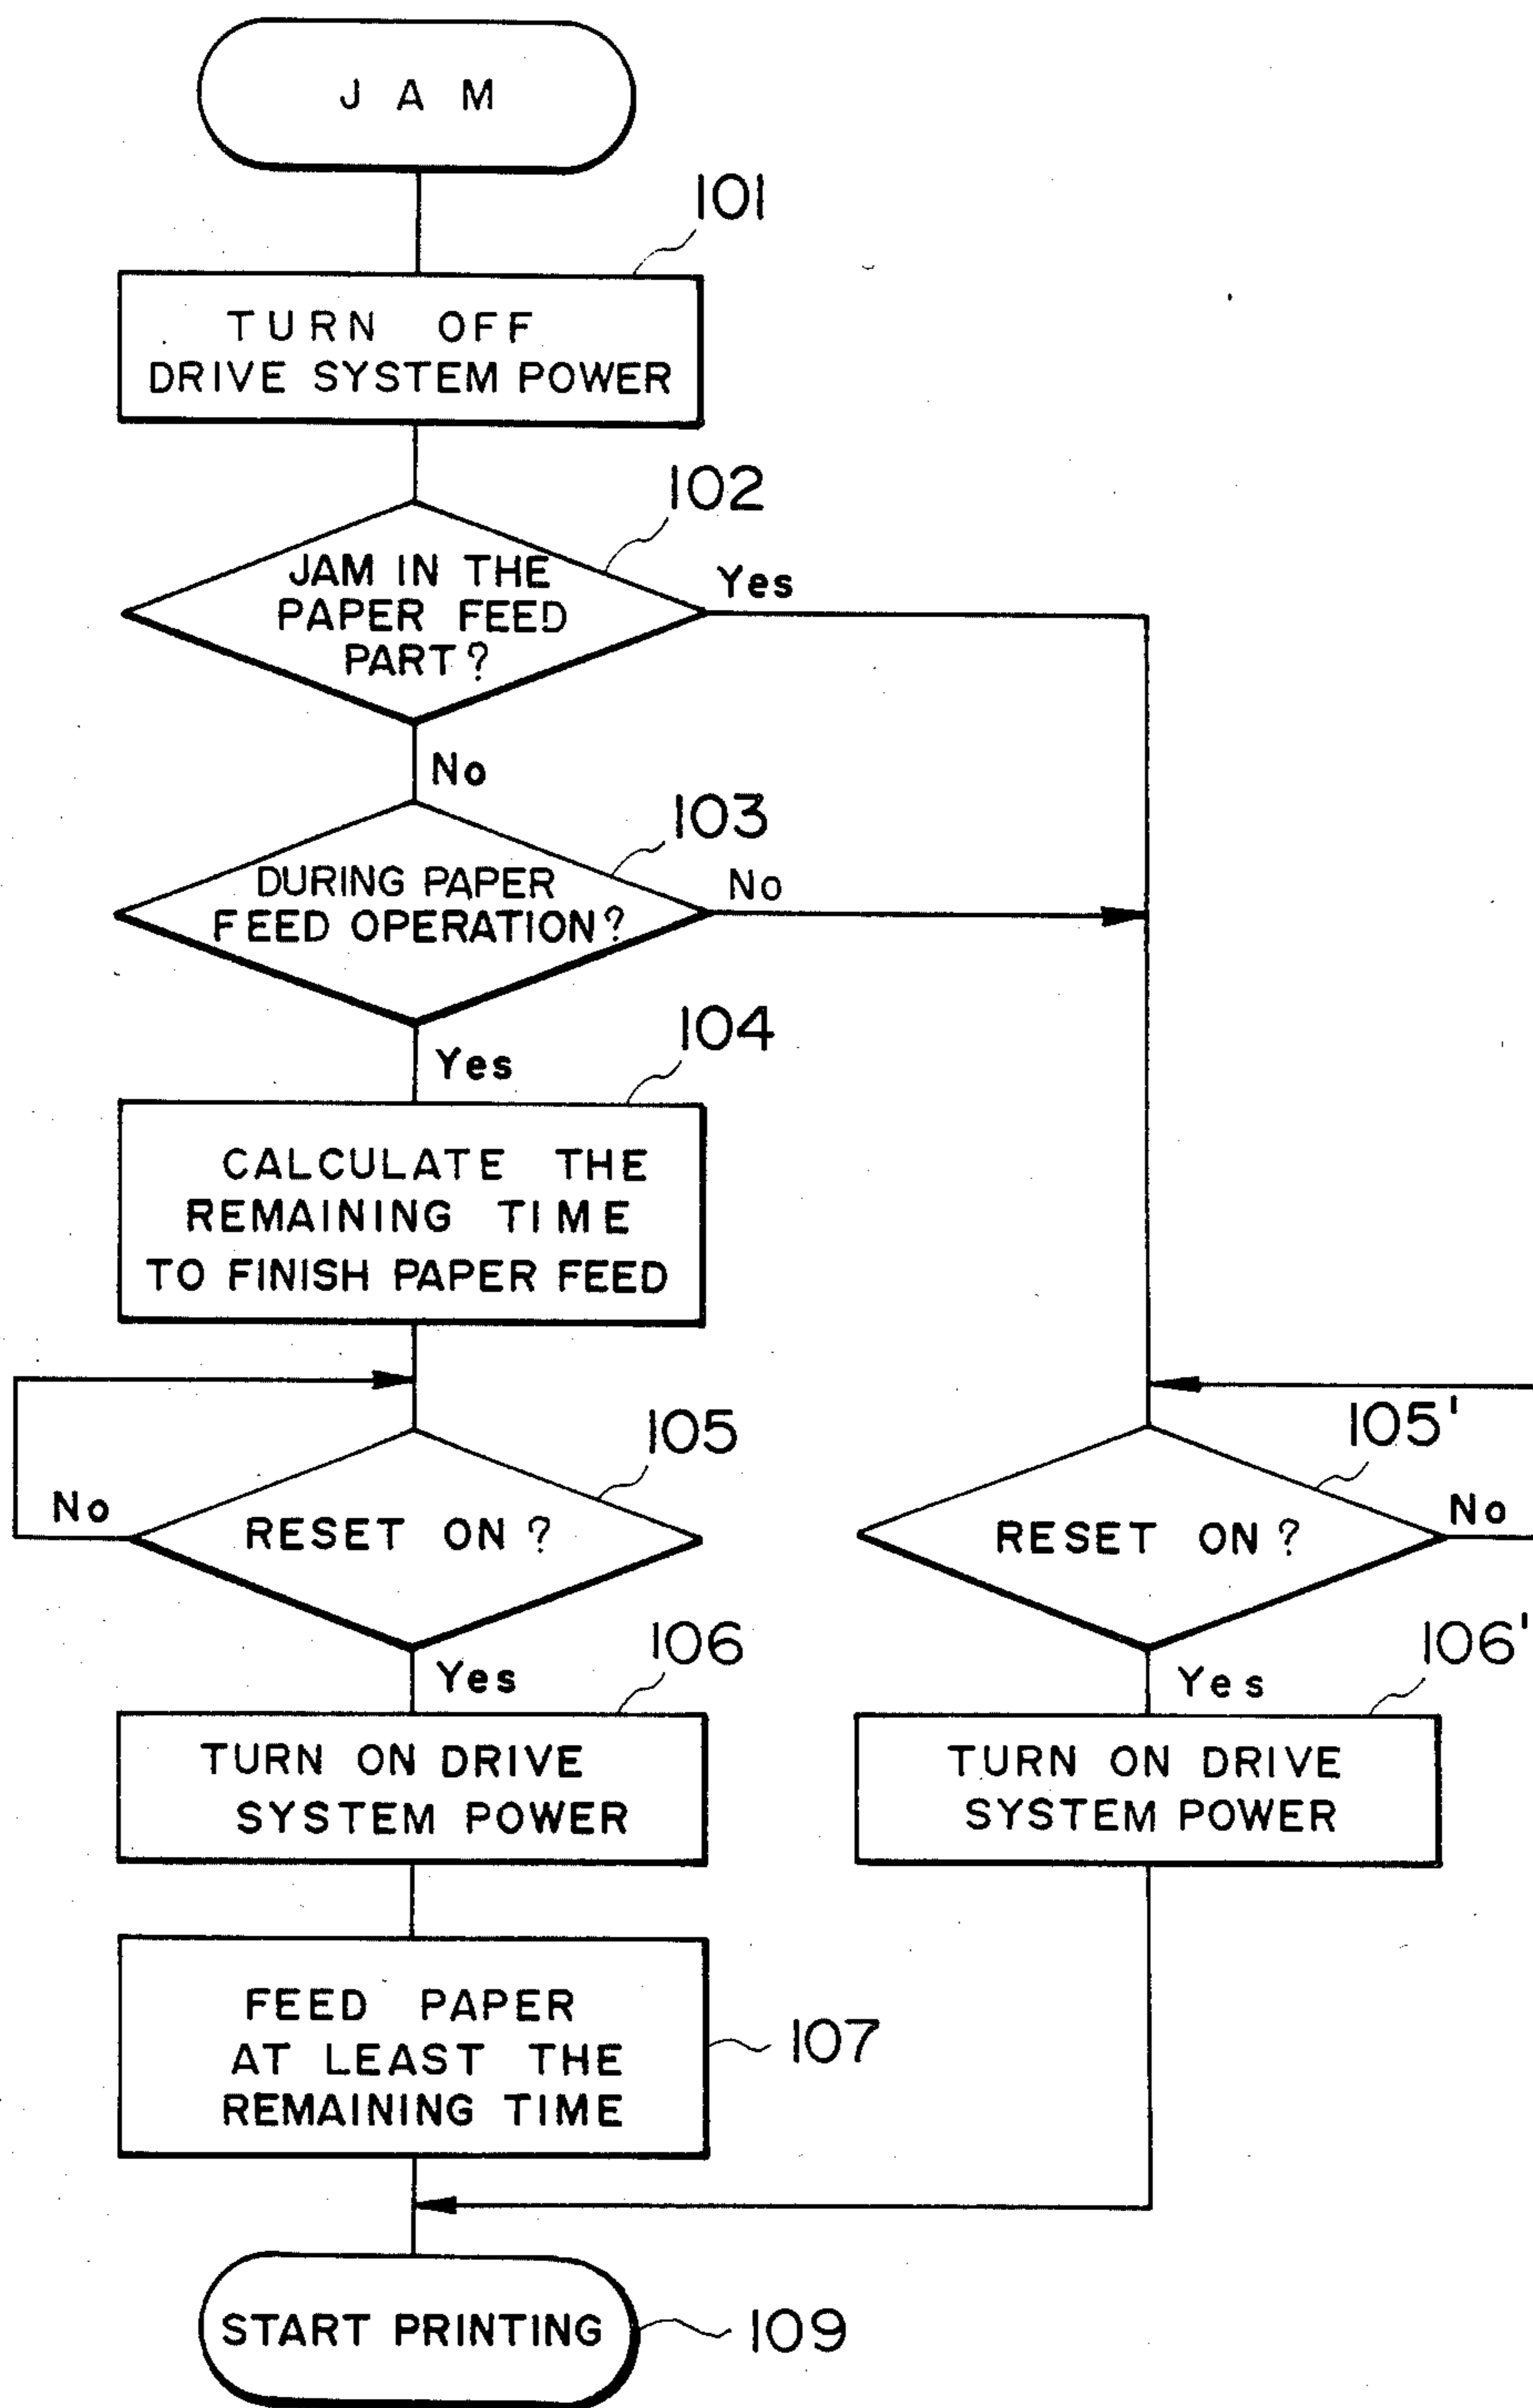 JAM
101
TURN OFF
DRIVE SYSTEM POWER
102
JAM IN THE
PAPER FEED
PART?
Yes
No
103
DURING PAPER
FEED OPERATION?
No
Yes
104
CALCULATE THE
REMAINING TIME
TO FINISH PAPER FEED
105
RESET ON?
No
Yes
106
TURN ON DRIVE
SYSTEM POWER
107
FEED PAPER
AT LEAST THE
REMAINING TIME
105'
RESET ON?
No
Yes
106'
TURN ON DRIVE
SYSTEM POWER
START PRINTING
109